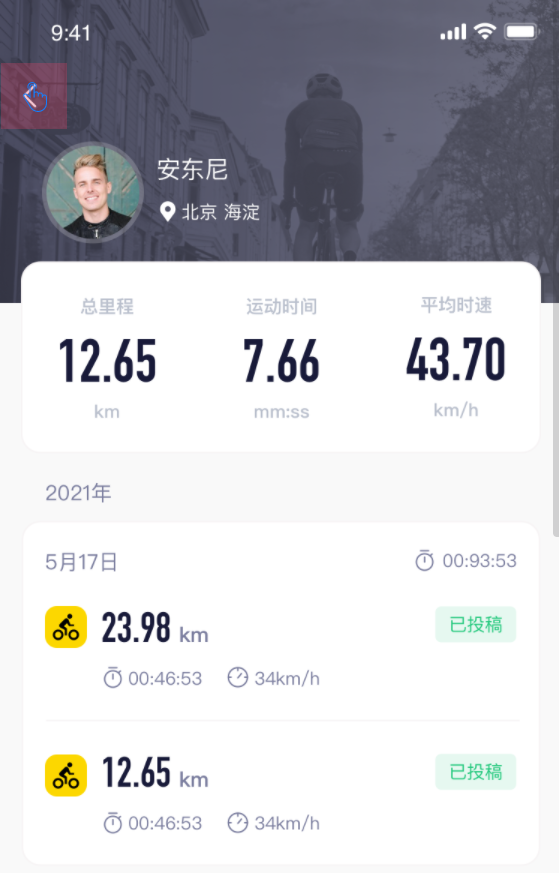 9:41
安东尼
北京 海淀
总里程 运动时间 平均时速
12.65 7.66 43.70
km mm:ss km/h
2021年
5月17日 00:93:53
23.98 km 已投稿
00:46:53 34km/h
12.65 km 已投稿
00:46:53 34km/h